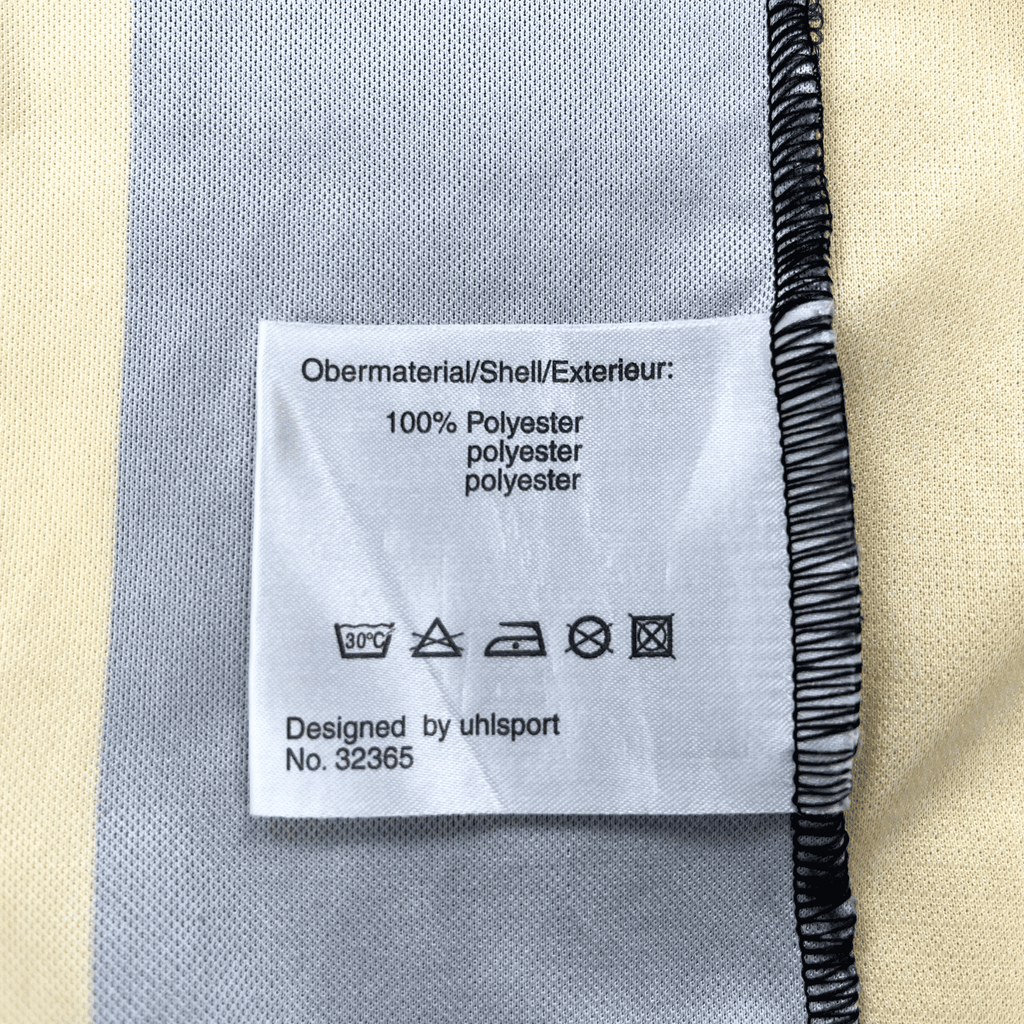 Obermaterial/Shell/Exterieur:
100% Polyester
polyester
polyester
30°C
Designed by uhlsport
No. 32365